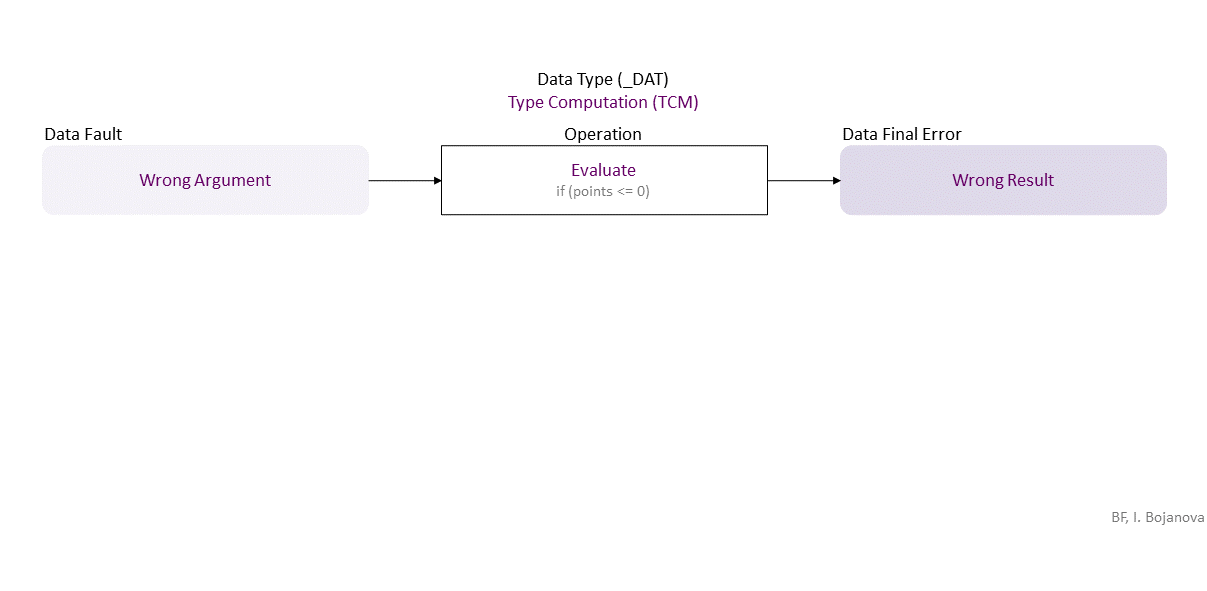 Data Type (_DAT)
Type Computation (TCM)
Data Fault
Operation
Data Final Error
Wrong Argument
Evaluate
if (points <= 0)
Wrong Result
BF, I. Bojanova